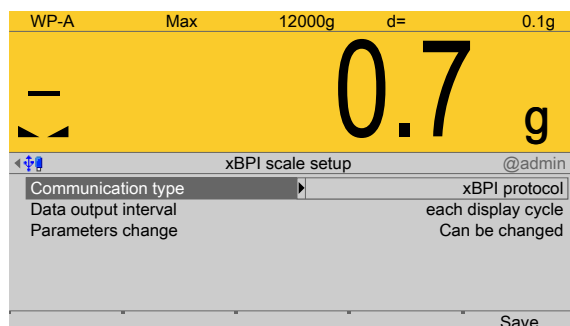 WP-A Max 12000g d= 0.1g
– 0.7 g
xBPI scale setup @admin
Communication type xBPI protocol
Data output interval each display cycle
Parameters change Can be changed
Save